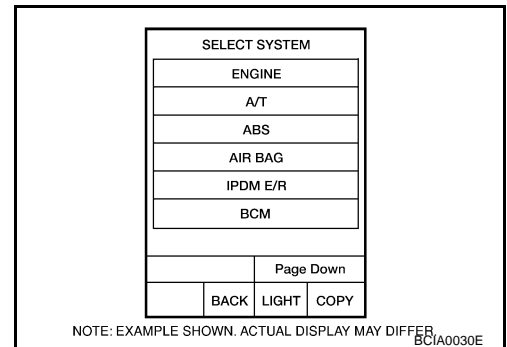 SELECT SYSTEM
ENGINE
A/T
ABS
AIR BAG
IPDM E/R
BCM
Page Down
BACK LIGHT COPY
NOTE: EXAMPLE SHOWN. ACTUAL DISPLAY MAY DIFFER.
BCIA0030E